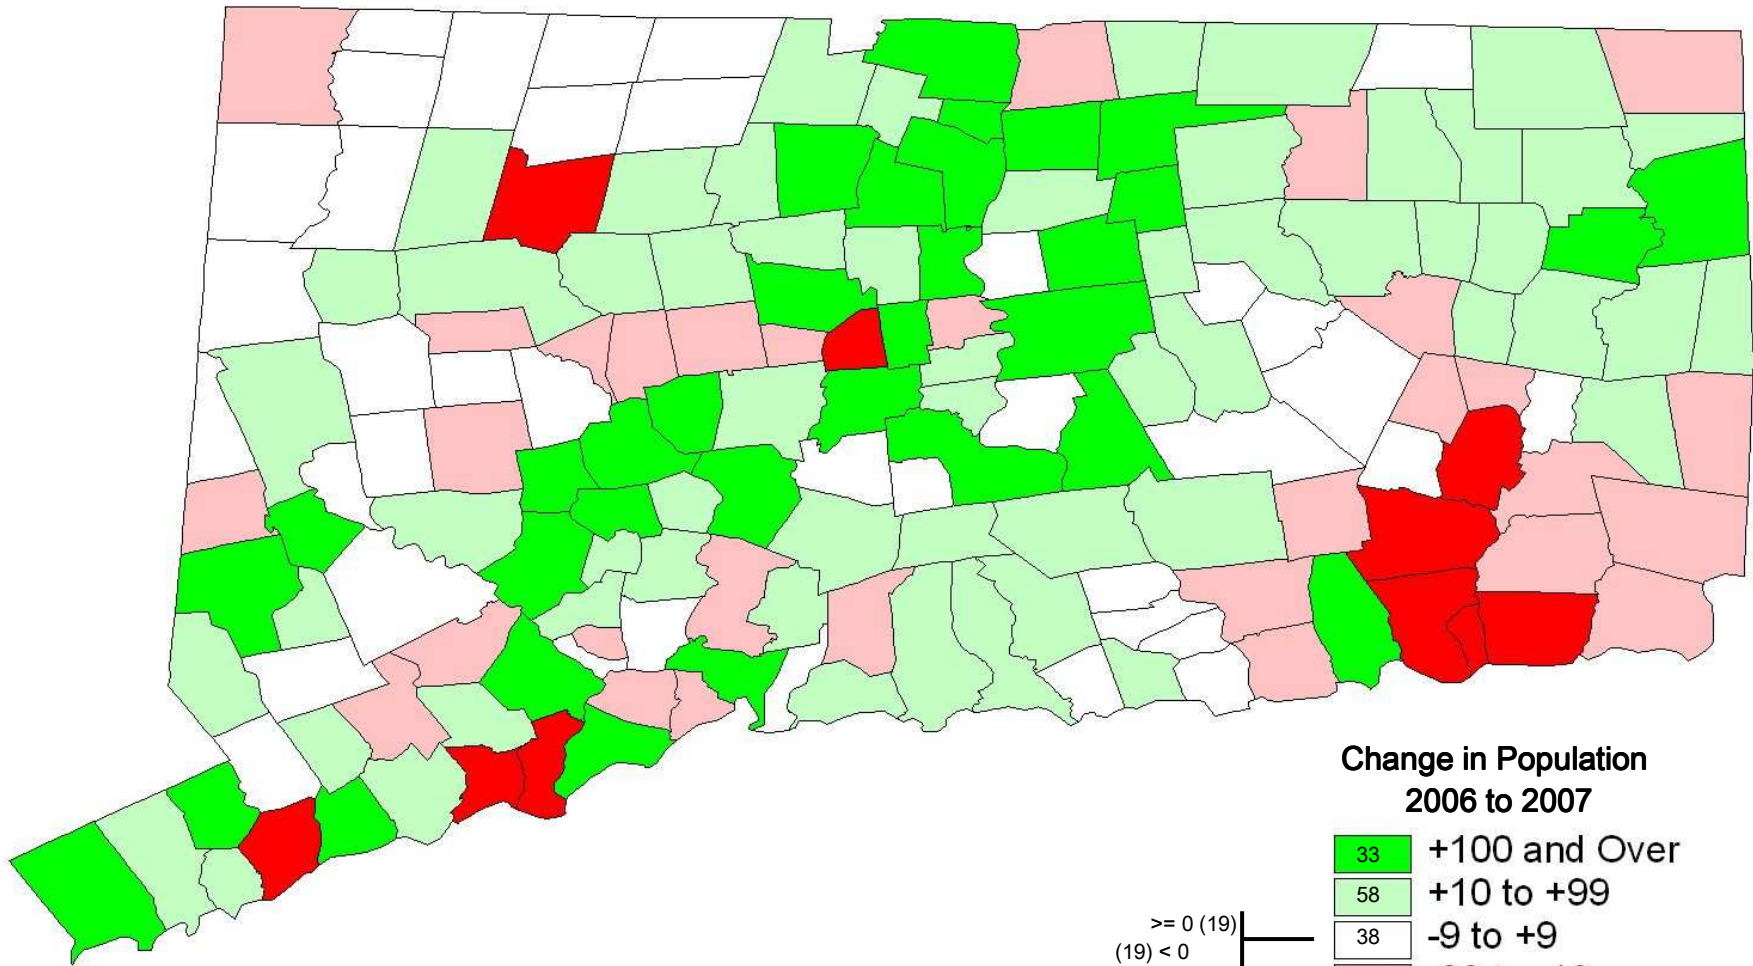 Change in Population
2006 to 2007
33 +100 and Over
58 +10 to +99
>= 0 (19)
38 -9 to +9
(19) < 0